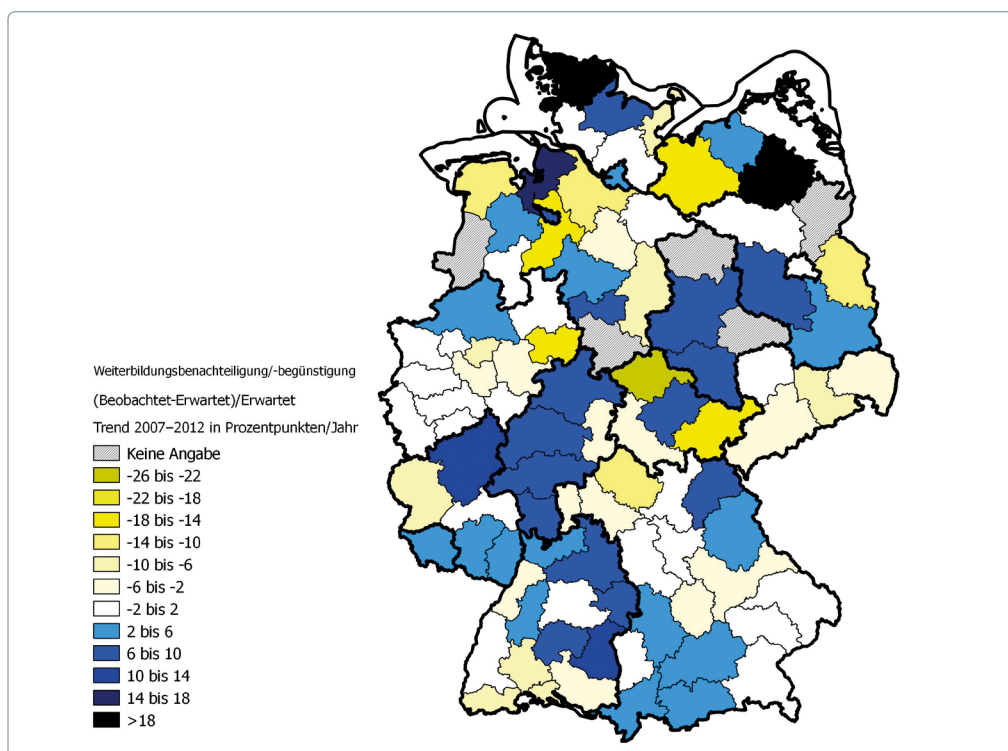 Weiterbildungsbenachteiligung/-begünstigung
(Beobachtet-Erwartet)/Erwartet
Trend 2007–2012 in Prozentpunkten/Jahr
Keine Angabe
-26 bis -22
-22 bis -18
-18 bis -14
-14 bis -10
-10 bis -6
-6 bis -2
-2 bis 2
2 bis 6
6 bis 10
10 bis 14
14 bis 18
>18